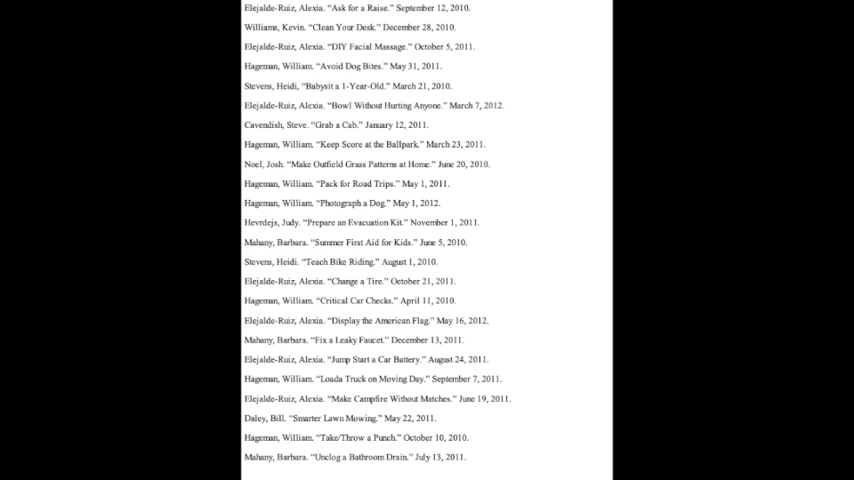 Elejalde-Ruiz, Alexia. “Ask for a Raise.” September 12, 2010.
Williams, Kevin. “Clean Your Desk.” December 28, 2010.
Elejalde-Ruiz, Alexia. “DIY Facial Massage.” October 5, 2011.
Hageman, William. “Avoid Dog Bites.” May 31, 2011.
Stevens, Heidi, “Babysit a 1-Year-Old.” March 21, 2010.
Elejalde-Ruiz, Alexia. “Bowl Without Hurting Anyone.” March 7, 2012.
Cavendish, Steve. “Grab a Cab.” January 12, 2011.
Hageman, William. “Keep Score at the Ballpark.” March 23, 2011.
Noel, Josh. “Make Outfield Grass Patterns at Home.” June 20, 2010.
Hageman, William. “Pack for Road Trips.” May 1, 2011.
Hageman, William. “Photograph a Dog.” May 1, 2012.
Hevrdejs, Judy. “Prepare an Evacuation Kit.” November 1, 2011.
Mahany, Barbara. “Summer First Aid for Kids.” June 5, 2010.
Stevens, Heidi. “Teach Bike Riding.” August 1, 2010.
Elejalde-Ruiz, Alexia. “Change a Tire.” October 21, 2011.
Hageman, William. “Critical Car Checks.” April 11, 2010.
Elejalde-Ruiz, Alexia. “Display the American Flag.” May 16, 2012.
Mahany, Barbara. “Fix a Leaky Faucet.” December 13, 2011.
Elejalde-Ruiz, Alexia. “Jump Start a Car Battery.” August 24, 2011.
Hageman, William. “Loada Truck on Moving Day.” September 7, 2011.
Elejalde-Ruiz, Alexia. “Make Campfire Without Matches.” June 19, 2011.
Daley, Bill. “Smarter Lawn Mowing.” May 22, 2011.
Hageman, William. “Take/Throw a Punch.” October 10, 2010.
Mahany, Barbara. “Unclog a Bathroom Drain.” July 13, 2011.